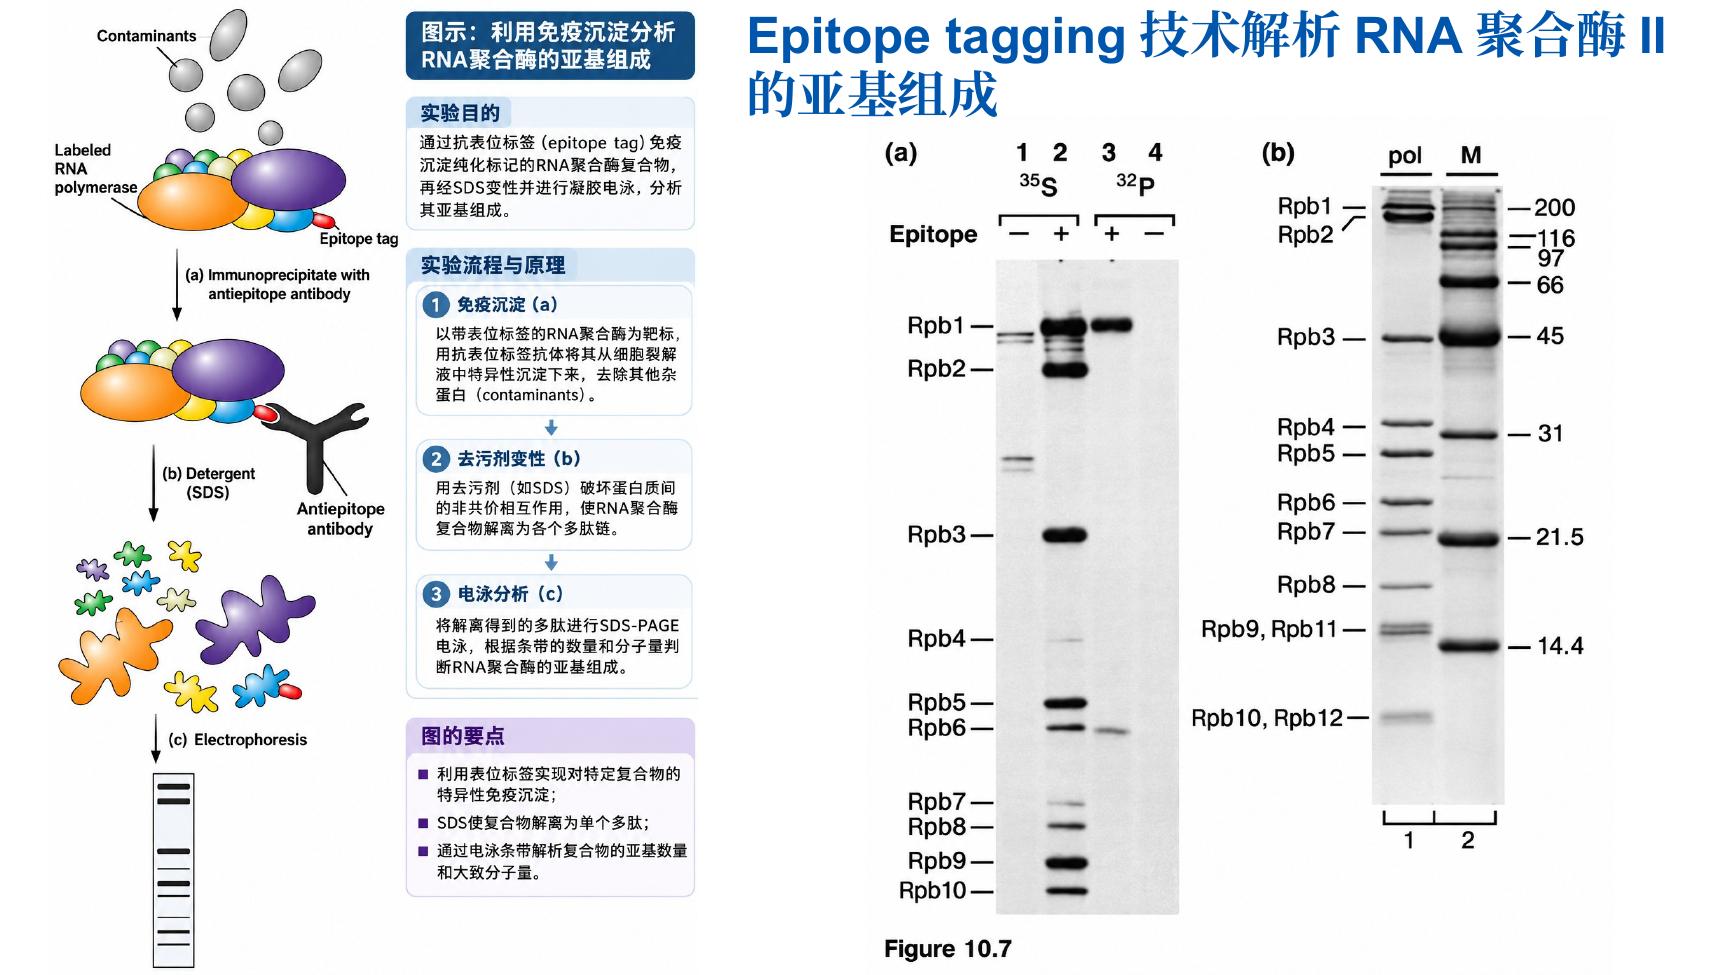 Epitope tagging 技术解析 RNA 聚合酶 II
的亚基组成
Contaminants
Labeled
RNA
polymerase
Epitope tag
(a) Immunoprecipitate with
antiepitope antibody
(b) Detergent
(SDS)
Antiepitope
antibody
(c) Electrophoresis
图示：利用免疫沉淀分析
RNA聚合酶的亚基组成
实验目的
通过抗表位标签（epitope tag）免疫
沉淀纯化标记的RNA聚合酶复合物，
再经SDS变性并进行凝胶电泳，分析
其亚基组成。
实验流程与原理
1 免疫沉淀（a）
以带表位标签的RNA聚合酶为靶标，
用抗表位标签抗体将其从细胞裂解
液中特异性沉淀下来，去除其他杂
蛋白（contaminants）。
2 去污剂变性（b）
用去污剂（如SDS）破坏蛋白质间
的非共价相互作用，使RNA聚合酶
复合物解离为各个多肽链。
3 电泳分析（c）
将解离得到的多肽进行SDS-PAGE
电泳，根据条带的数量和分子量判
断RNA聚合酶的亚基组成。
图的要点
■ 利用表位标签实现对特定复合物的
特异性免疫沉淀；
■ SDS使复合物解离为单个多肽；
■ 通过电泳条带解析复合物的亚基数量
和大致分子量。
(a) 1 2 3 4
35S 32P
Epitope − + + −
Rpb1
Rpb2
Rpb3
Rpb4
Rpb5
Rpb6
Rpb7
Rpb8
Rpb9
Rpb10
Figure 10.7
(b) pol M
Rpb1
Rpb2
Rpb3
Rpb4
Rpb5
Rpb6
Rpb7
Rpb8
Rpb9, Rpb11
Rpb10, Rpb12
200
116
97
66
45
31
21.5
14.4
1 2